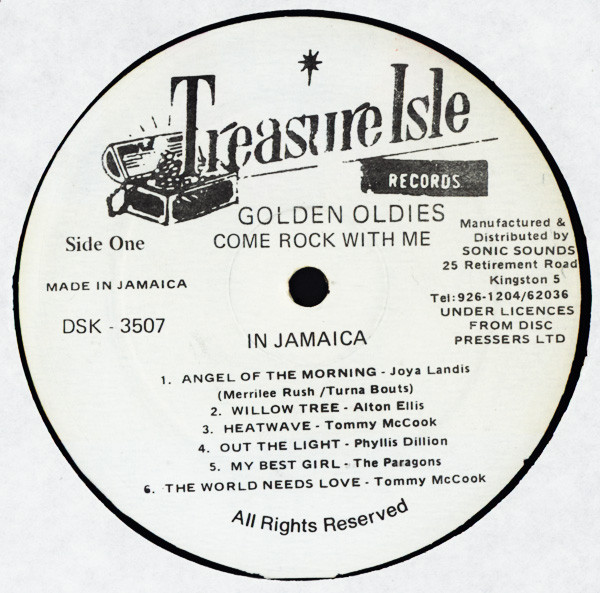 Treasure Isle
RECORDS
GOLDEN OLDIES
COME ROCK WITH ME
Side One
MADE IN JAMAICA
DSK - 3507
Manufactured &
Distributed by
SONIC SOUNDS
25 Retirement Road
Kingston 5
Tel:926-1204/62036
UNDER LICENCES
FROM DISC
PRESSERS LTD
IN JAMAICA
1. ANGEL OF THE MORNING - Joya Landis
(Merrilee Rush /Turna Bouts)
2. WILLOW TREE - Alton Ellis
3. HEATWAVE - Tommy McCook
4. OUT THE LIGHT - Phyllis Dillion
5. MY BEST GIRL - The Paragons
6. THE WORLD NEEDS LOVE - Tommy McCook
All Rights Reserved